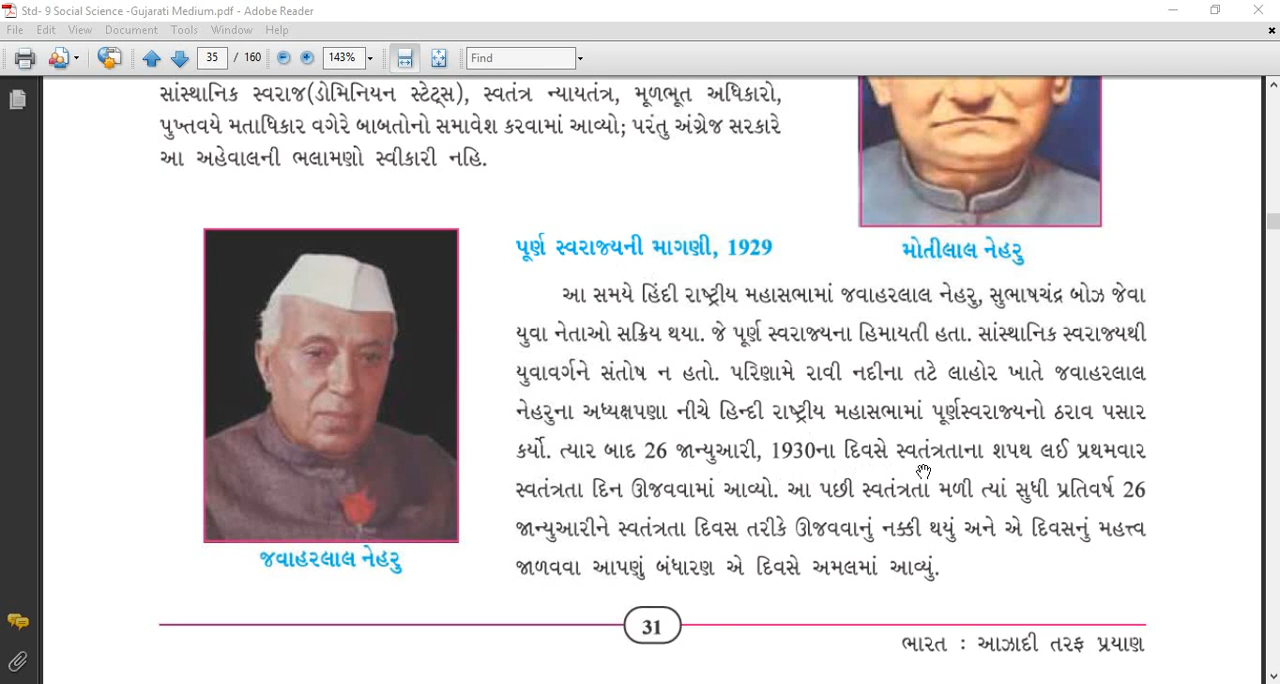 Std- 9 Social Science -Gujarati Medium.pdf - Adobe Reader
File Edit View Document Tools Window Help
35 / 160 143% Find
સાંસ્થાનિક સ્વરાજ(ડોમિનિયન સ્ટેટ્સ), સ્વતંત્ર ન્યાયતંત્ર, મૂળભૂત અધિકારો,
પુખ્તવયે મતાધિકાર વગેરે બાબતોનો સમાવેશ કરવામાં આવ્યો; પરંતુ અંગ્રેજ સરકારે
આ અહેવાલની ભલામણો સ્વીકારી નહિ.
મોતીલાલ નેહરુ
પૂર્ણ સ્વરાજ્યની માગણી, 1929
આ સમયે હિંદી રાષ્ટ્રીય મહાસભામાં જવાહરલાલ નેહરુ, સુભાષચંદ્ર બોઝ જેવા
યુવા નેતાઓ સક્રિય થયા. જે પૂર્ણ સ્વરાજ્યના હિમાયતી હતા. સાંસ્થાનિક સ્વરાજ્યથી
યુવાવર્ગને સંતોષ ન હતો. પરિણામે રાવી નદીના તટે લાહોર ખાતે જવાહરલાલ
નેહરુના અધ્યક્ષપણા નીચે હિન્દી રાષ્ટ્રીય મહાસભામાં પૂર્ણસ્વરાજ્યનો ઠરાવ પસાર
કર્યો. ત્યાર બાદ 26 જાન્યુઆરી, 1930ના દિવસે સ્વતંત્રતાના શપથ લઈ પ્રથમવાર
સ્વતંત્રતા દિન ઊજવવામાં આવ્યો. આ પછી સ્વતંત્રતા મળી ત્યાં સુધી પ્રતિવર્ષ 26
જાન્યુઆરીને સ્વતંત્રતા દિવસ તરીકે ઊજવવાનું નક્કી થયું અને એ દિવસનું મહત્ત્વ
જાળવવા આપણું બંધારણ એ દિવસે અમલમાં આવ્યું.
જવાહરલાલ નેહરુ
31
ભારત : આઝાદી તરફ પ્રયાણ